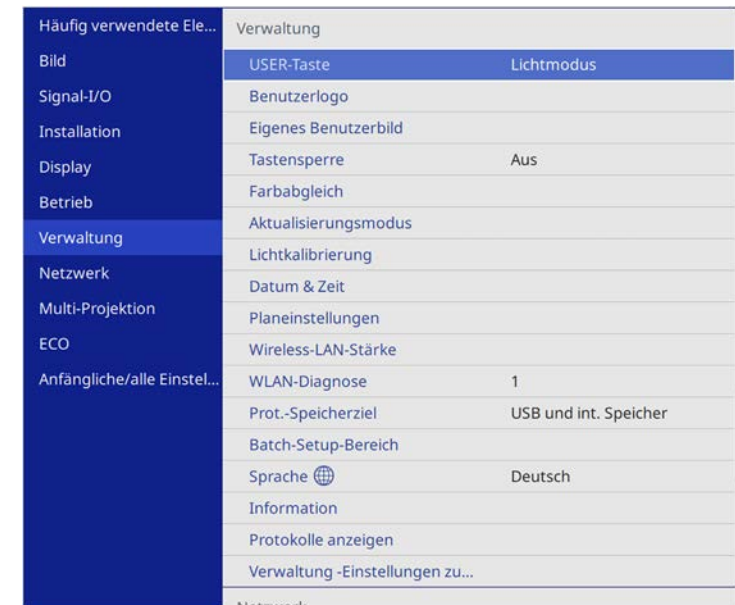 Häufig verwendete Ele...
Bild
Signal-I/O
Installation
Display
Betrieb
Verwaltung
Netzwerk
Multi-Projektion
ECO
Anfängliche/alle Einstel...
Verwaltung
USER-Taste Lichtmodus
Benutzerlogo
Eigenes Benutzerbild
Tastensperre Aus
Farbabgleich
Aktualisierungsmodus
Lichtkalibrierung
Datum & Zeit
Planeinstellungen
Wireless-LAN-Stärke
WLAN-Diagnose 1
Prot.-Speicherziel USB und int. Speicher
Batch-Setup-Bereich
Sprache Deutsch
Information
Protokolle anzeigen
Verwaltung -Einstellungen zu...